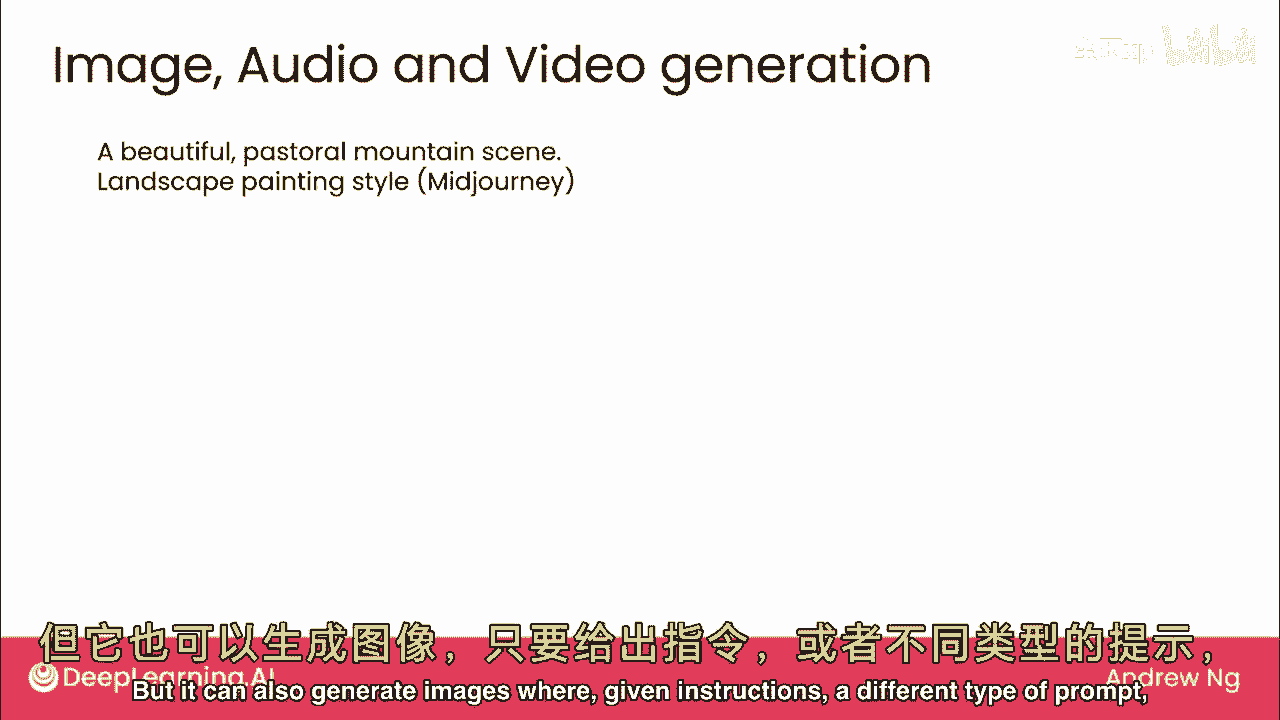 Image, Audio and Video generation
A beautiful, pastoral mountain scene.
Landscape painting style (Midjourney)
但它也可以生成图像，只要给出指令，或者不同类型的提示，
DeepLearning.AI
Andrew Ng
But it can also generate images where, given instructions, a different type of prompt,